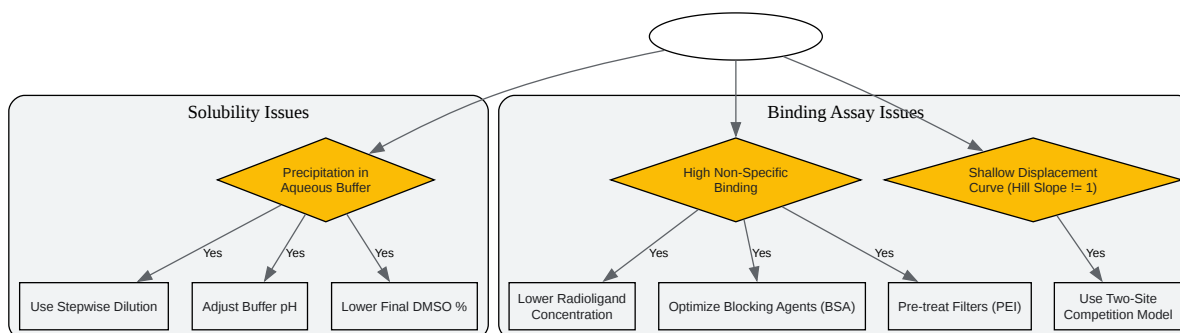 Solubility Issues
Binding Assay Issues
Precipitation in
Aqueous Buffer
High Non-Specific
Binding
Shallow Displacement
Curve (Hill Slope != 1)
Yes
Yes
Yes
Yes
Yes
Yes
Yes
Use Stepwise Dilution
Adjust Buffer pH
Lower Final DMSO %
Lower Radioligand
Concentration
Optimize Blocking Agents (BSA)
Pre-treat Filters (PEI)
Use Two-Site
Competition Model